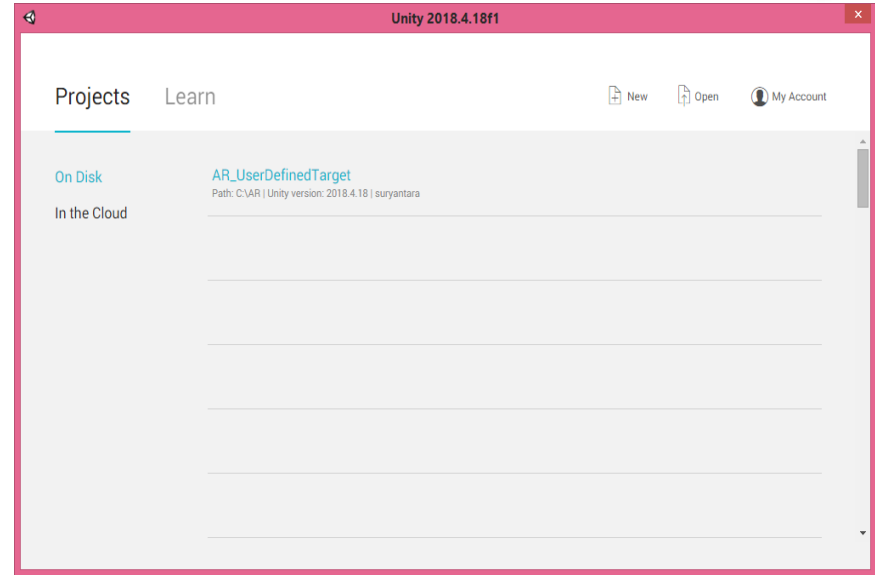 Unity 2018.4.18f1
Projects Learn New Open My Account
On Disk
In the Cloud
AR_UserDefinedTarget
Path: C:\AR | Unity version: 2018.4.18 | suryantara